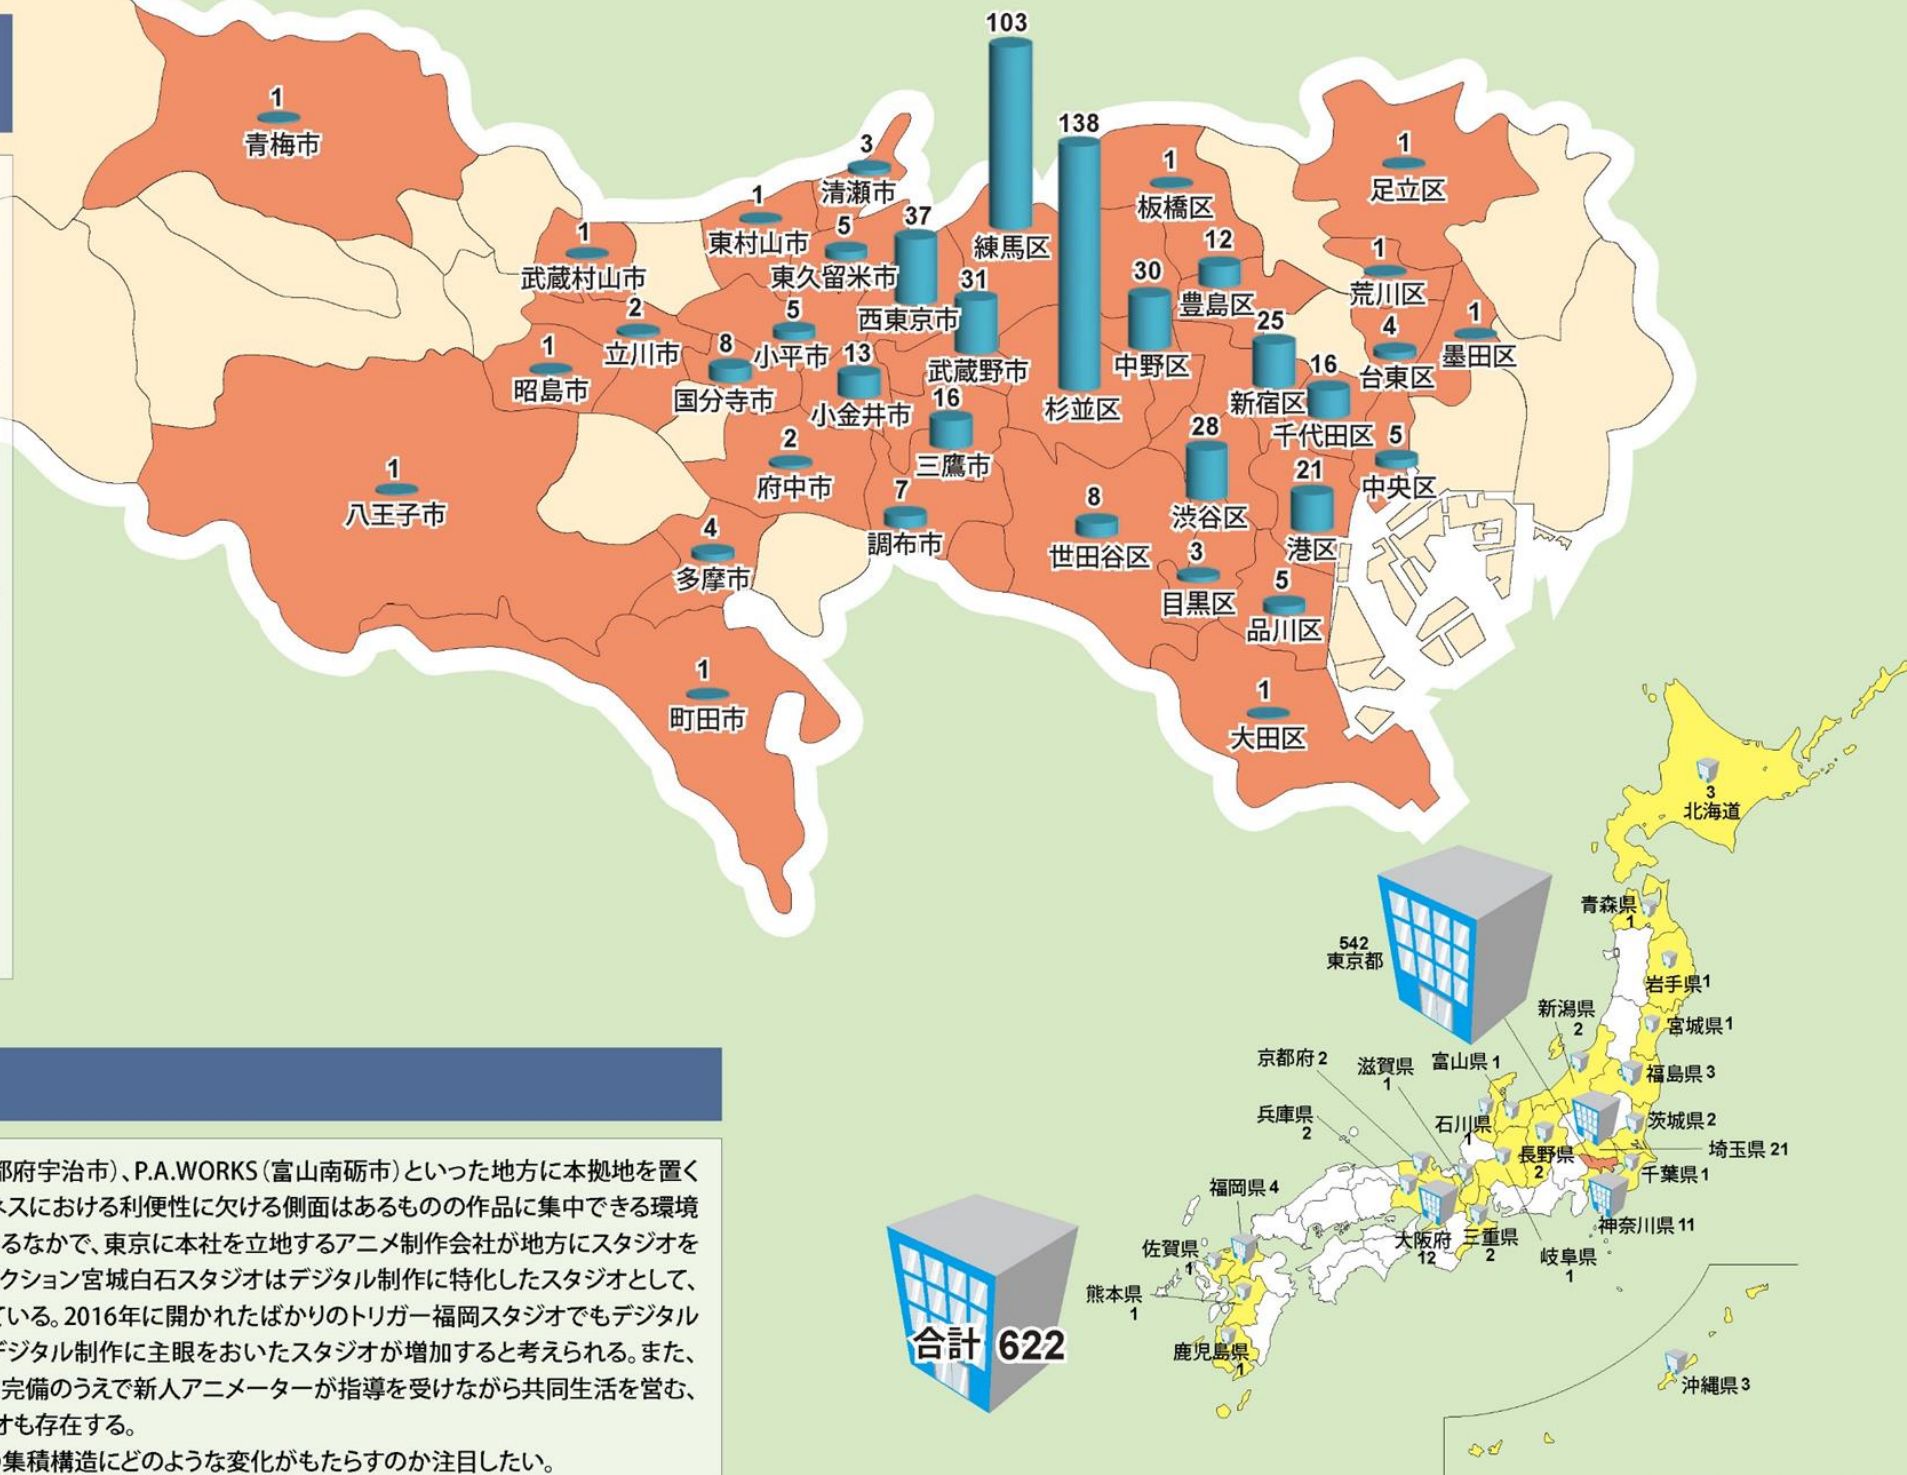 103
練馬区
138
杉並区
1
青梅市
3
清瀬市
1
東村山市
5
東久留米市
37
西東京市
1
武蔵村山市
31
武蔵野市
2
立川市
5
小平市
1
昭島市
8
国分寺市
13
小金井市
16
三鷹市
2
府中市
7
調布市
1
八王子市
4
多摩市
1
町田市
1
板橋区
1
足立区
12
豊島区
1
荒川区
30
中野区
25
新宿区
4
台東区
1
墨田区
16
千代田区
5
中央区
28
渋谷区
21
港区
8
世田谷区
3
目黒区
5
品川区
1
大田区
3
北海道
青森県
1
542
東京都
岩手県1
新潟県
2
宮城県1
京都府2
滋賀県
1
富山県1
福島県3
兵庫県
2
石川県
1
茨城県2
長野県
2
埼玉県21
千葉県1
福岡県4
神奈川県11
佐賀県
1
大阪府
12
三重県
2
岐阜県
1
熊本県
1
鹿児島県
1
沖縄県3
合計 622
都府宇治市)、P.A.WORKS(富山南砺市)といった地方に本拠地を置く
ネスにおける利便性に欠ける側面はあるものの作品に集中できる環境
るなかで、東京に本社を立地するアニメ制作会社が地方にスタジオを
クション宮城白石スタジオはデジタル制作に特化したスタジオとして、
ている。2016年に開かれたばかりのトリガー福岡スタジオでもデジタル
デジタル制作に主眼をおいたスタジオが増加すると考えられる。また、
完備のうえで新人アニメーターが指導を受けながら共同生活を営む、
オも存在する。
集積構造にどのような変化がもたらすのか注目したい。